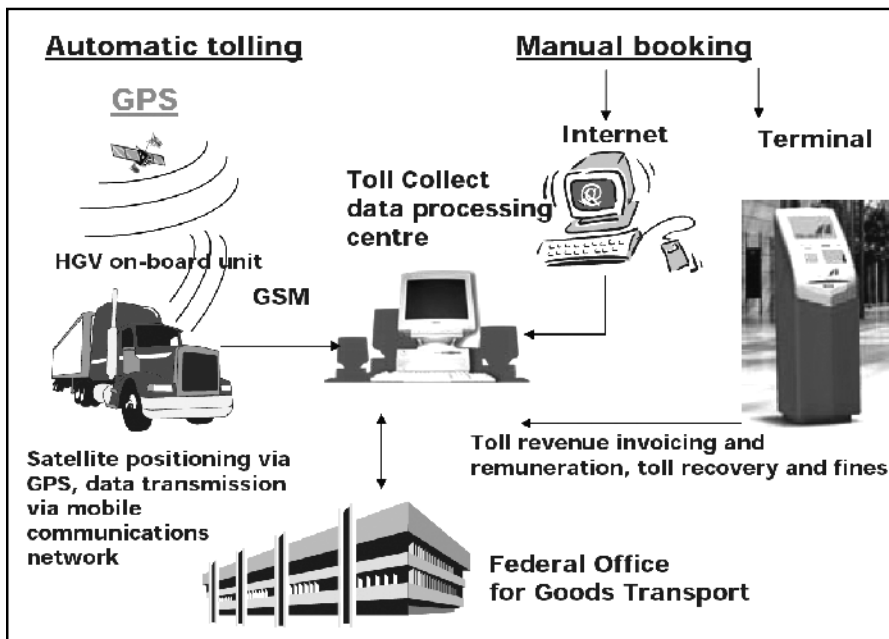 Automatic tolling
Manual booking
GPS
Internet
Terminal
Toll Collect
data processing
centre
@
HGV on-board unit
GSM
Toll revenue invoicing and
remuneration, toll recovery and fines
Satellite positioning via
GPS, data transmission
via mobile
communications
network
Federal Office
for Goods Transport